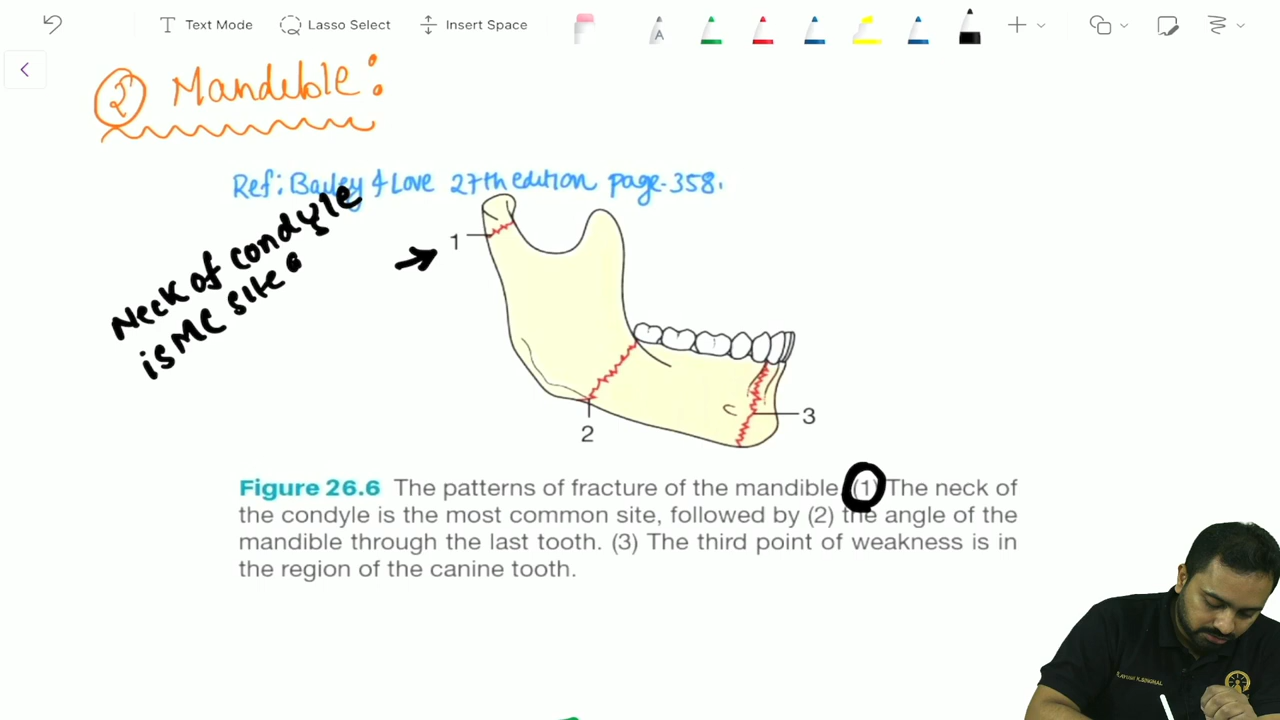 Text Mode
Lasso Select
Insert Space
A
② Mandible:
Ref: Bailey & Love 27th edition page-358.
Neck of condyle
is MC site
1
2
3
Figure 26.6 The patterns of fracture of the mandible. (1) The neck of
the condyle is the most common site, followed by (2) the angle of the
mandible through the last tooth. (3) The third point of weakness is in
the region of the canine tooth.